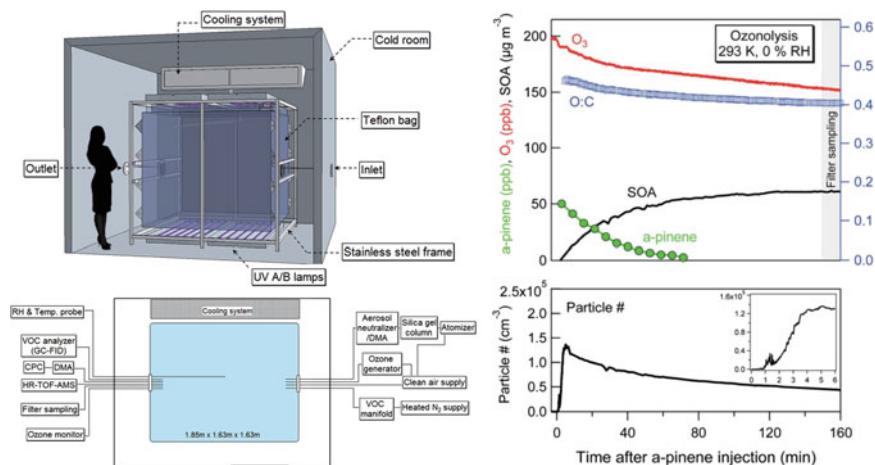 Cooling system
Cold room
Teflon bag
Outlet
Inlet
Stainless steel frame
UV A/B lamps
Cooling system
RH & Temp. probe
VOC analyzer
(GC-FID)
CPC
DMA
HR-TOF-AMS
Filter sampling
Ozone monitor
Aerosol
neutralizer
/DMA
Silica gel
column
Atomizer
Ozone
generator
Clean air supply
VOC
manifold
Heated N2 supply
1.85m x 1.63m x 1.63m
a-pinene (ppb), O3 (ppb), SOA (µg m-3)
200
150
100
50
0
O3
Ozonolysis
293 K, 0 % RH
O:C
SOA
a-pinene
Filter sampling
0.6
0.5
0.4
0.3
0.2
0.1
0.0
Particle # (cm-3)
2.5x10^5
2.0
1.5
1.0
0.5
0.0
Particle #
1.6x10^5
1.2
0.8
0.4
0.0
0 1 2 3 4 5 6
0 40 80 120 160
Time after a-pinene injection (min)